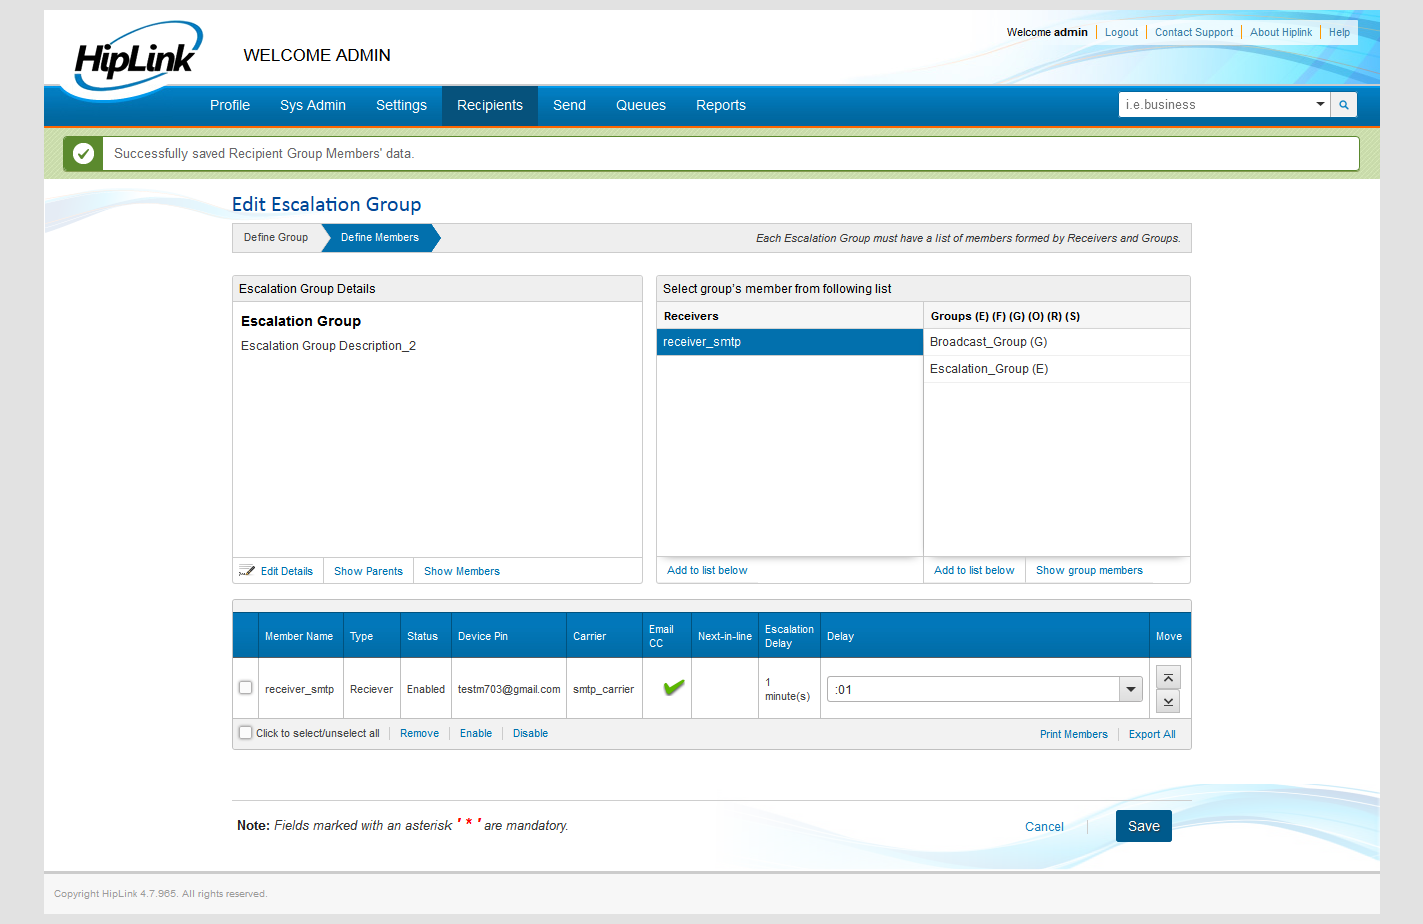 HipLink
WELCOME ADMIN
Welcome admin Logout Contact Support About Hiplink Help
Profile Sys Admin Settings Recipients Send Queues Reports i.e.business
Successfully saved Recipient Group Members' data.
Edit Escalation Group
Define Group Define Members Each Escalation Group must have a list of members formed by Receivers and Groups.
Escalation Group Details
Escalation Group
Escalation Group Description_2
Edit Details Show Parents Show Members
Select group's member from following list
Receivers Groups (E) (F) (G) (O) (R) (S)
receiver_smtp Broadcast_Group (G)
Escalation_Group (E)
Add to list below Add to list below Show group members
Member Name Type Status Device Pin Carrier Email CC Next-in-line Escalation Delay Delay Move
receiver_smtp Reciever Enabled testm703@gmail.com smtp_carrier 1 minute(s) :01
Click to select/unselect all Remove Enable Disable Print Members Export All
Note: Fields marked with an asterisk ' * ' are mandatory.
Cancel Save
Copyright HipLink 4.7.965. All rights reserved.